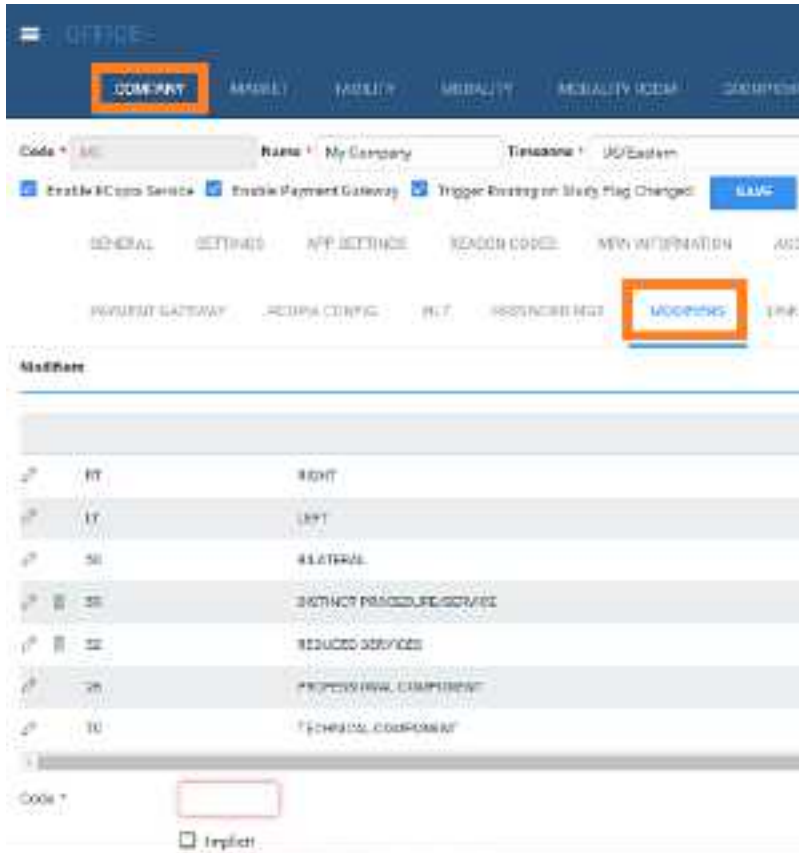 OFFICE
COMPANY MARKET FACILITY MODALITY MODALITY ROOM
Code * Name * My Company Timezone * US/Eastern
Enable Payment Gateway Trigger Routing on Study Flag Changed SAVE
GENERAL SETTINGS APP SETTINGS REASON CODES MRN INFORMATION
PAYMENT GATEWAY CONFIG MODIFIERS
Modifiers
RT RIGHT
LT LEFT
50 BILATERAL
59 DISTINCT PROCEDURE/SERVICE
52 REDUCED SERVICES
26 PROFESSIONAL COMPONENT
TC TECHNICAL COMPONENT
Code *
Implicit